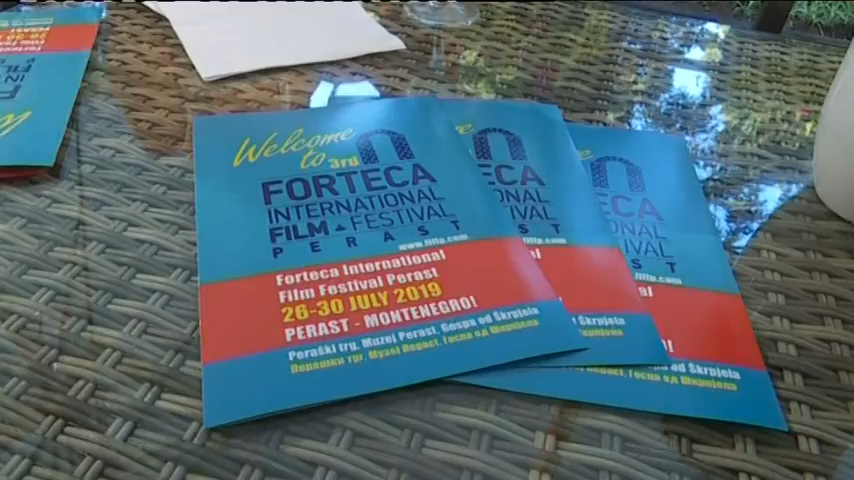 Welcome
to 3rd
FORTECA
INTERNATIONAL
FILM FESTIVAL
PERAST
www.fiffp.com
Forteca International
Film Festival Perast
26-30 JULY 2019
PERAST - MONTENEGRO!
Peraški trg, Muzej Perast, Gospa od Škrpjela
Перашки трг, Музеј Пераст, Госпа од Шкрпјела